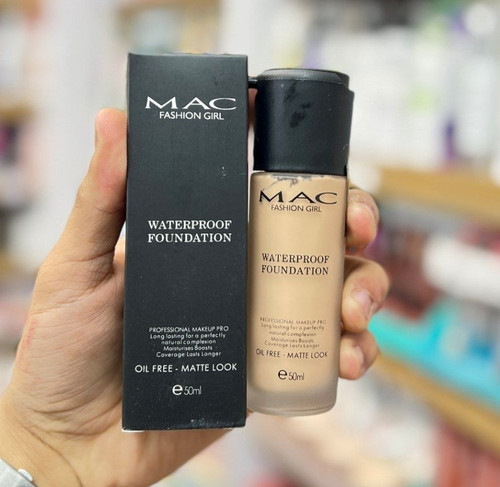 MAC
FASHION GIRL
WATERPROOF
FOUNDATION
PROFESSIONAL MAKEUP PRO
Long lasting for a perfectly
natural complexion
Moisturises Boosts
Coverage Lasts Longer
OIL FREE - MATTE LOOK
e50ml
MAC
FASHION GIRL
WATERPROOF
FOUNDATION
PROFESSIONAL MAKEUP PRO
Long lasting for a perfectly
natural complexion
Moisturises Boosts
Coverage Lasts Longer
OIL FREE - MATTE LOOK
e50ml